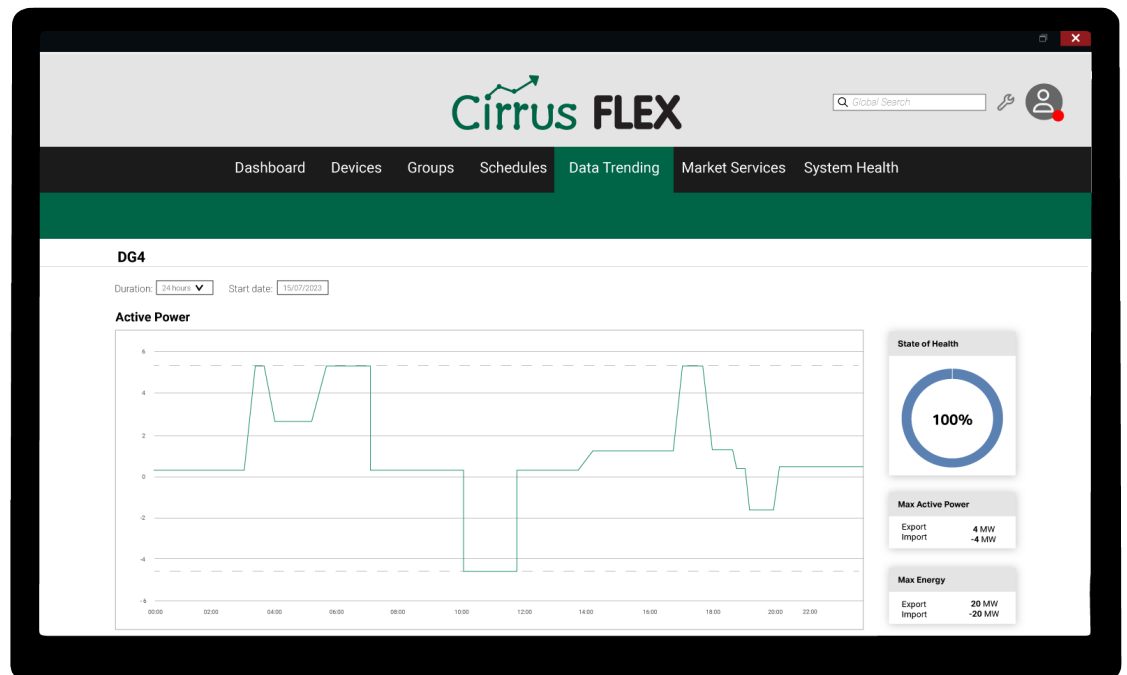 Cirrus FLEX
Global Search
Dashboard Devices Groups Schedules Data Trending Market Services System Health
DG4
Duration: 24 hours Start date: 15/07/2023
Active Power
6
4
2
0
-2
-4
-6
00:00 02:00 04:00 06:00 08:00 10:00 12:00 14:00 16:00 18:00 20:00 22:00
State of Health
100%
Max Active Power
Export 4 MW
Import -4 MW
Max Energy
Export 20 MW
Import -20 MW